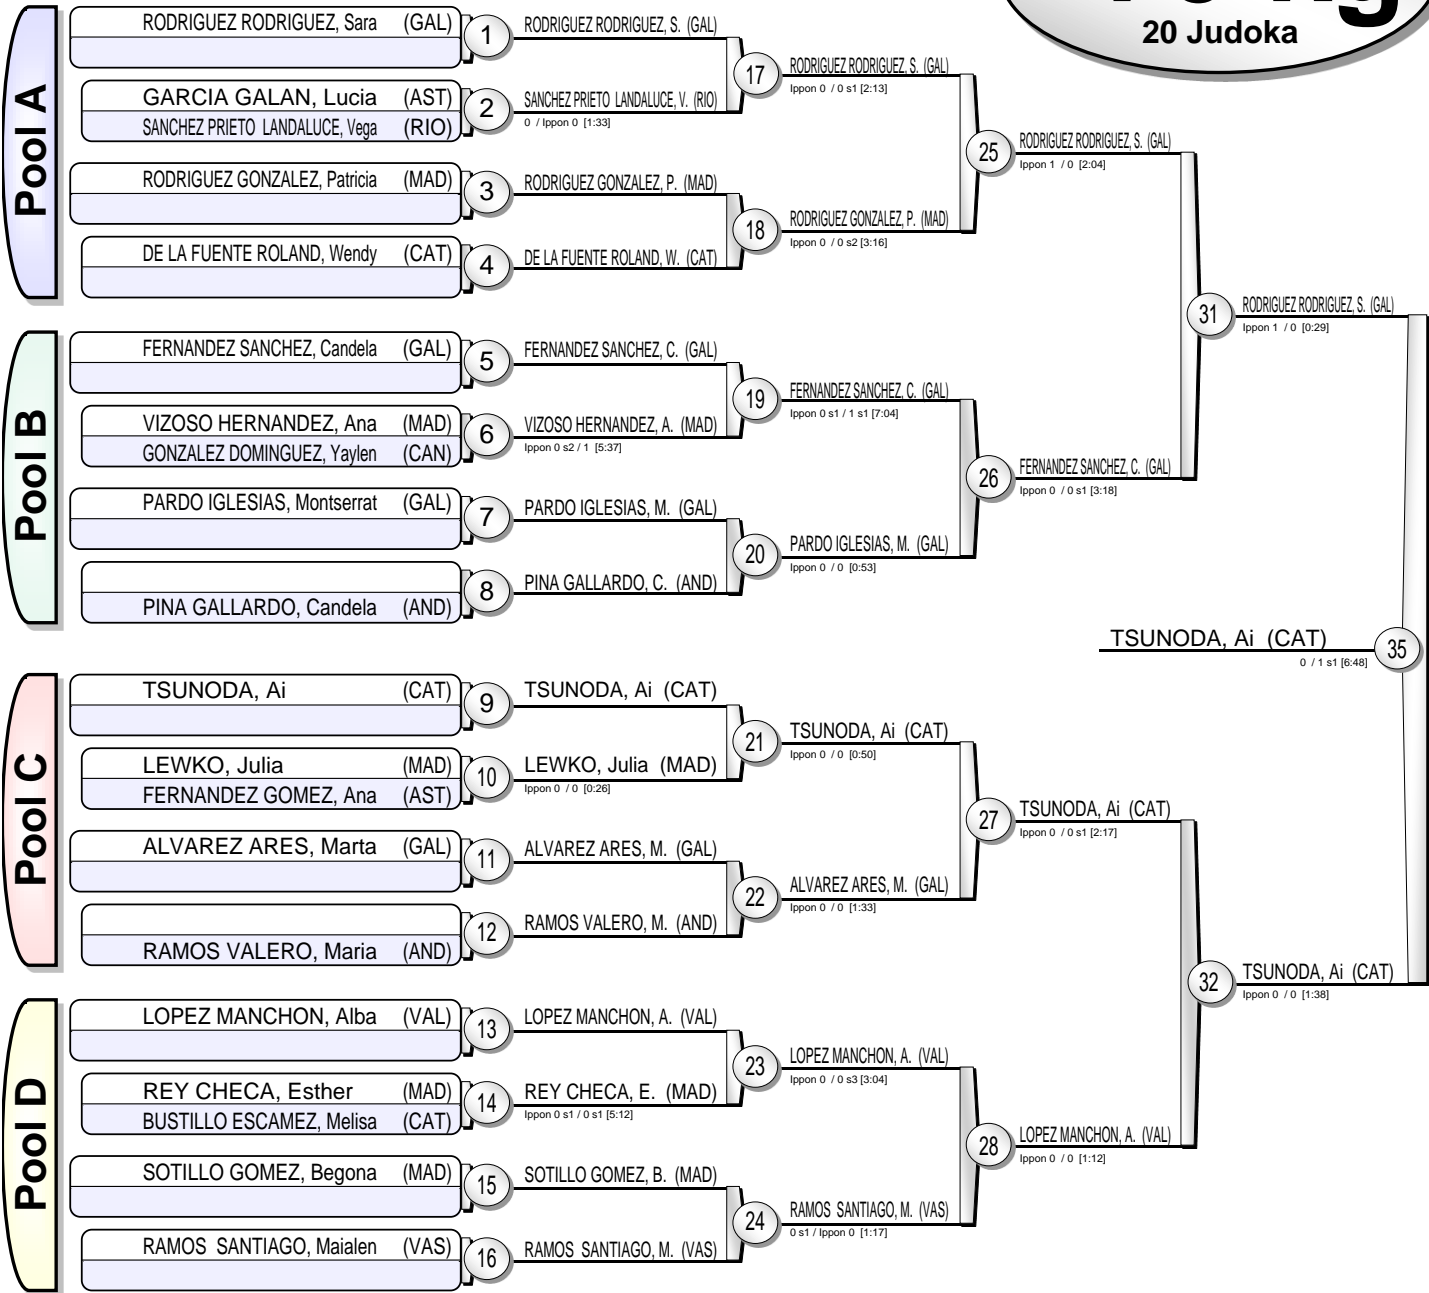 20 Judoka
Pool A
RODRIGUEZ RODRIGUEZ, Sara (GAL)
1
RODRIGUEZ RODRIGUEZ, S. (GAL)
GARCIA GALAN, Lucia (AST)
SANCHEZ PRIETO LANDALUCE, Vega (RIO)
2
SANCHEZ PRIETO LANDALUCE, V. (RIO)
0 / Ippon 0 [1:33]
17
RODRIGUEZ RODRIGUEZ, S. (GAL)
Ippon 0 / 0 s1 [2:13]
RODRIGUEZ GONZALEZ, Patricia (MAD)
3
RODRIGUEZ GONZALEZ, P. (MAD)
DE LA FUENTE ROLAND, Wendy (CAT)
4
DE LA FUENTE ROLAND, W. (CAT)
18
RODRIGUEZ GONZALEZ, P. (MAD)
Ippon 0 / 0 s2 [3:16]
25
RODRIGUEZ RODRIGUEZ, S. (GAL)
Ippon 1 / 0 [2:04]
Pool B
FERNANDEZ SANCHEZ, Candela (GAL)
5
FERNANDEZ SANCHEZ, C. (GAL)
VIZOSO HERNANDEZ, Ana (MAD)
GONZALEZ DOMINGUEZ, Yaylen (CAN)
6
VIZOSO HERNANDEZ, A. (MAD)
Ippon 0 s2 / 1 [5:37]
19
FERNANDEZ SANCHEZ, C. (GAL)
Ippon 0 s1 / 1 s1 [7:04]
PARDO IGLESIAS, Montserrat (GAL)
7
PARDO IGLESIAS, M. (GAL)
PINA GALLARDO, Candela (AND)
8
PINA GALLARDO, C. (AND)
20
PARDO IGLESIAS, M. (GAL)
Ippon 0 / 0 [0:53]
26
FERNANDEZ SANCHEZ, C. (GAL)
Ippon 0 / 0 s1 [3:18]
31
RODRIGUEZ RODRIGUEZ, S. (GAL)
Ippon 1 / 0 [0:29]
TSUNODA, Ai (CAT)
0 / 1 s1 [6:48]
35
Pool C
TSUNODA, Ai (CAT)
9
TSUNODA, Ai (CAT)
LEWKO, Julia (MAD)
FERNANDEZ GOMEZ, Ana (AST)
10
LEWKO, Julia (MAD)
Ippon 0 / 0 [0:26]
21
TSUNODA, Ai (CAT)
Ippon 0 / 0 [0:50]
ALVAREZ ARES, Marta (GAL)
11
ALVAREZ ARES, M. (GAL)
RAMOS VALERO, Maria (AND)
12
RAMOS VALERO, M. (AND)
22
ALVAREZ ARES, M. (GAL)
Ippon 0 / 0 [1:33]
27
TSUNODA, Ai (CAT)
Ippon 0 / 0 s1 [2:17]
Pool D
LOPEZ MANCHON, Alba (VAL)
13
LOPEZ MANCHON, A. (VAL)
REY CHECA, Esther (MAD)
BUSTILLO ESCAMEZ, Melisa (CAT)
14
REY CHECA, E. (MAD)
Ippon 0 s1 / 0 s1 [5:12]
23
LOPEZ MANCHON, A. (VAL)
Ippon 0 / 0 s3 [3:04]
SOTILLO GOMEZ, Begona (MAD)
15
SOTILLO GOMEZ, B. (MAD)
RAMOS SANTIAGO, Maialen (VAS)
16
RAMOS SANTIAGO, M. (VAS)
24
RAMOS SANTIAGO, M. (VAS)
0 s1 / Ippon 0 [1:17]
28
LOPEZ MANCHON, A. (VAL)
Ippon 0 / 0 [1:12]
32
TSUNODA, Ai (CAT)
Ippon 0 / 0 [1:38]